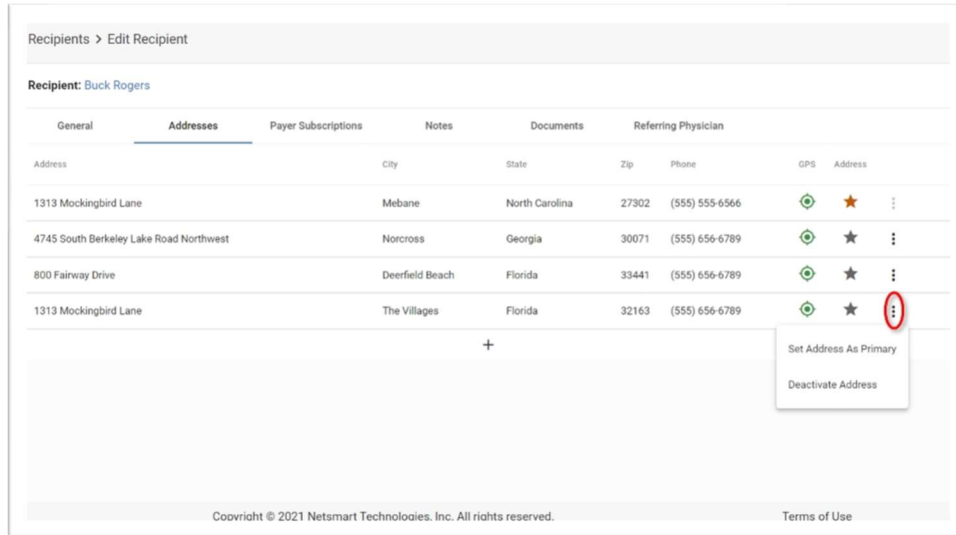 Recipients > Edit Recipient
Recipient: Buck Rogers
General Addresses Payer Subscriptions Notes Documents Referring Physician
Address City State Zip Phone GPS Address
1313 Mockingbird Lane Mebane North Carolina 27302 (555) 555-6566
4745 South Berkeley Lake Road Northwest Norcross Georgia 30071 (555) 656-6789
800 Fairway Drive Deerfield Beach Florida 33441 (555) 656-6789
1313 Mockingbird Lane The Villages Florida 32163 (555) 656-6789
+
Set Address As Primary
Deactivate Address
Copyright © 2021 Netsmart Technologies, Inc. All rights reserved. Terms of Use